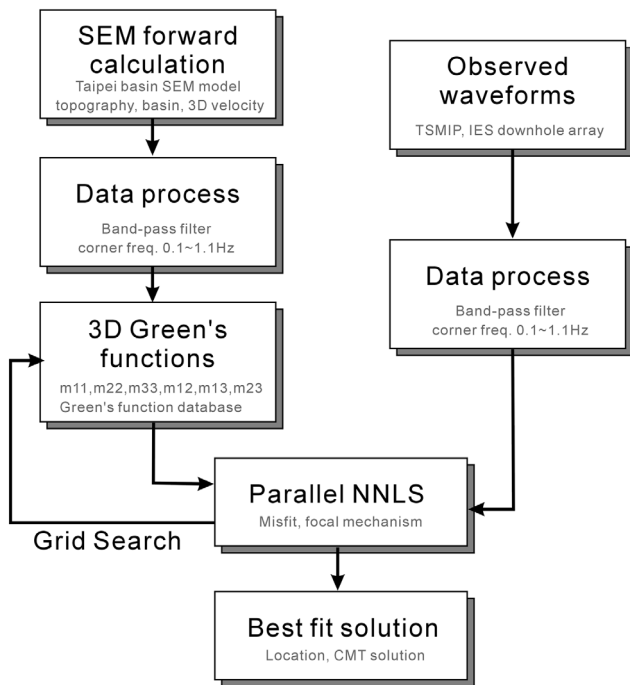 SEM forward
calculation
Taipei basin SEM model
topography, basin, 3D velocity
Data process
Band-pass filter
corner freq. 0.1~1.1Hz
3D Green's
functions
m11,m22,m33,m12,m13,m23
Green's function database
Observed
waveforms
TSMIP, IES downhole array
Data process
Band-pass filter
corner freq. 0.1~1.1Hz
Parallel NNLS
Misfit, focal mechanism
Grid Search
Best fit solution
Location, CMT solution